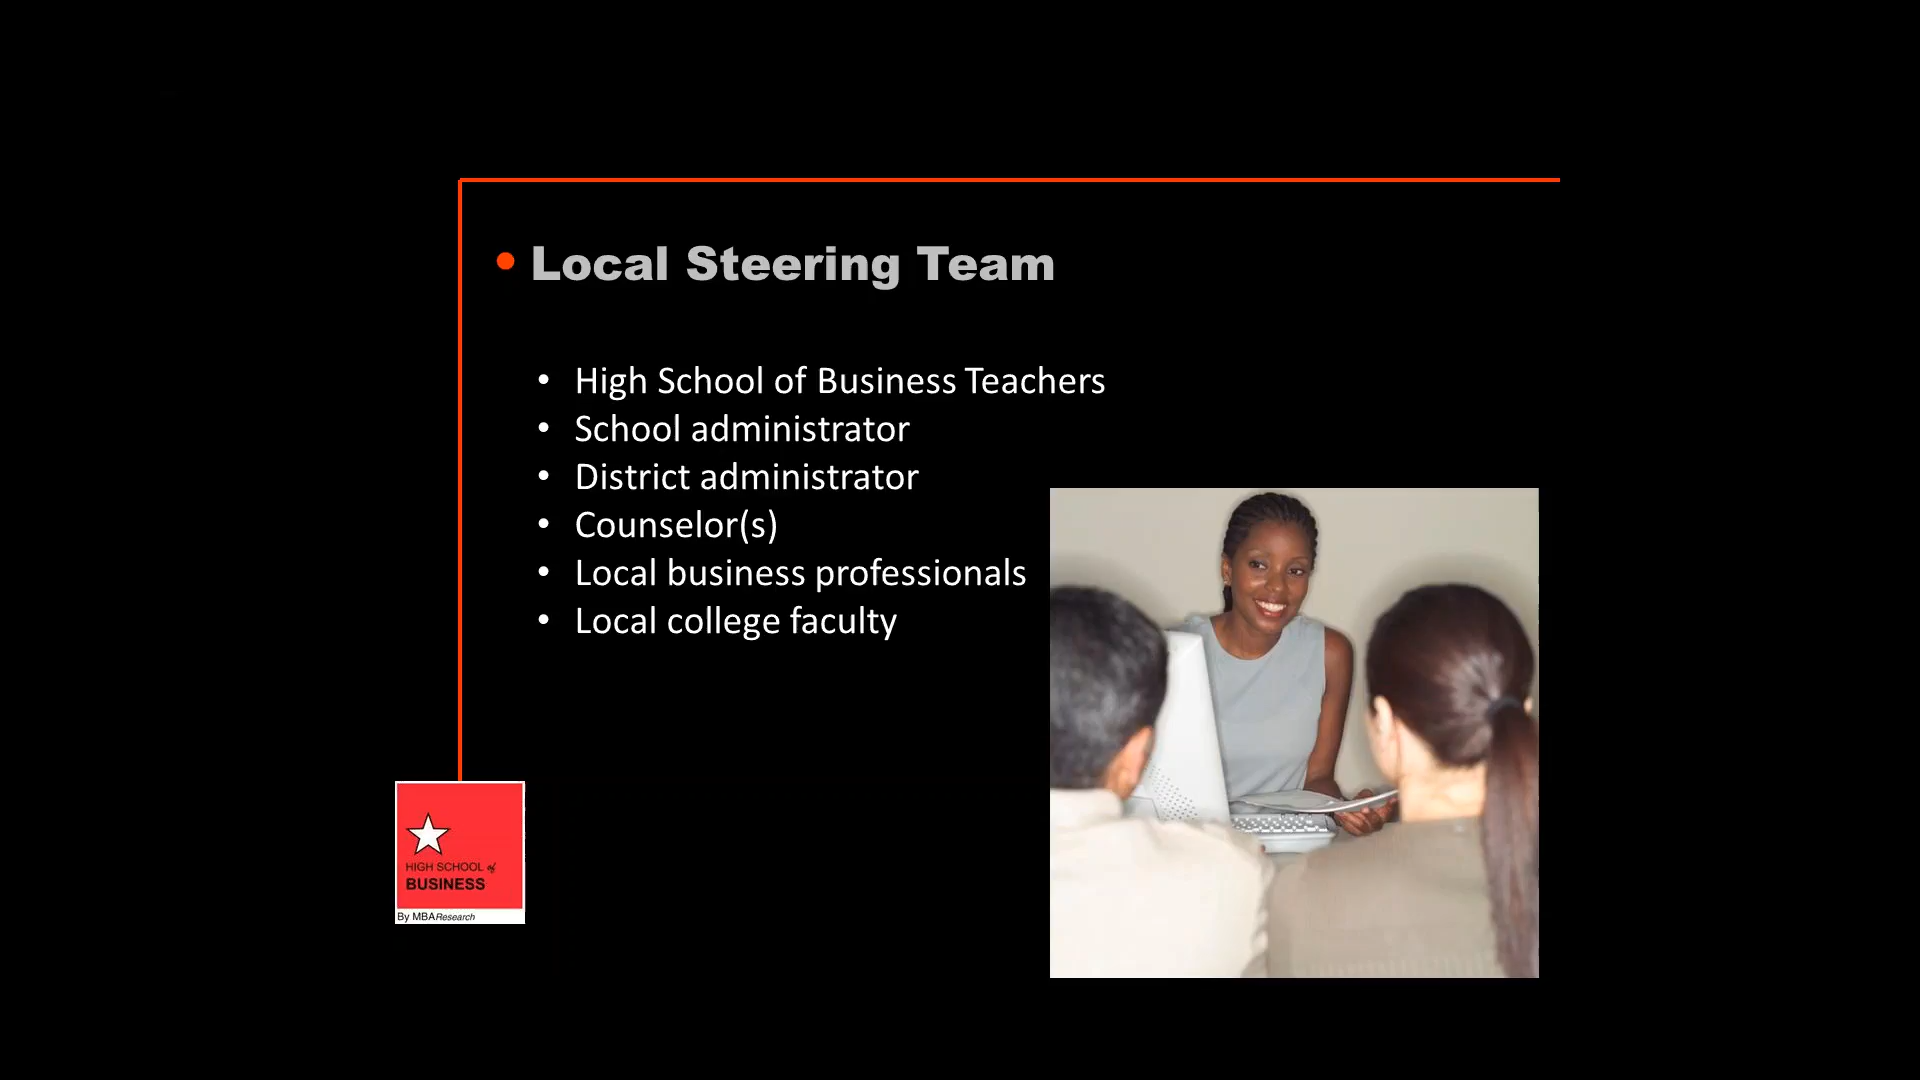 Local Steering Team
• High School of Business Teachers
• School administrator
• District administrator
• Counselor(s)
• Local business professionals
• Local college faculty
HIGH SCHOOL of
BUSINESS
By MBAResearch